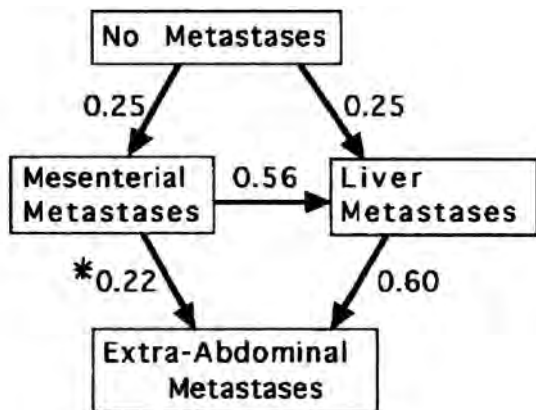 No Metastases
0.25
0.25
Mesenterial
Metastases
0.56
Liver
Metastases
*0.22
0.60
Extra-Abdominal
Metastases